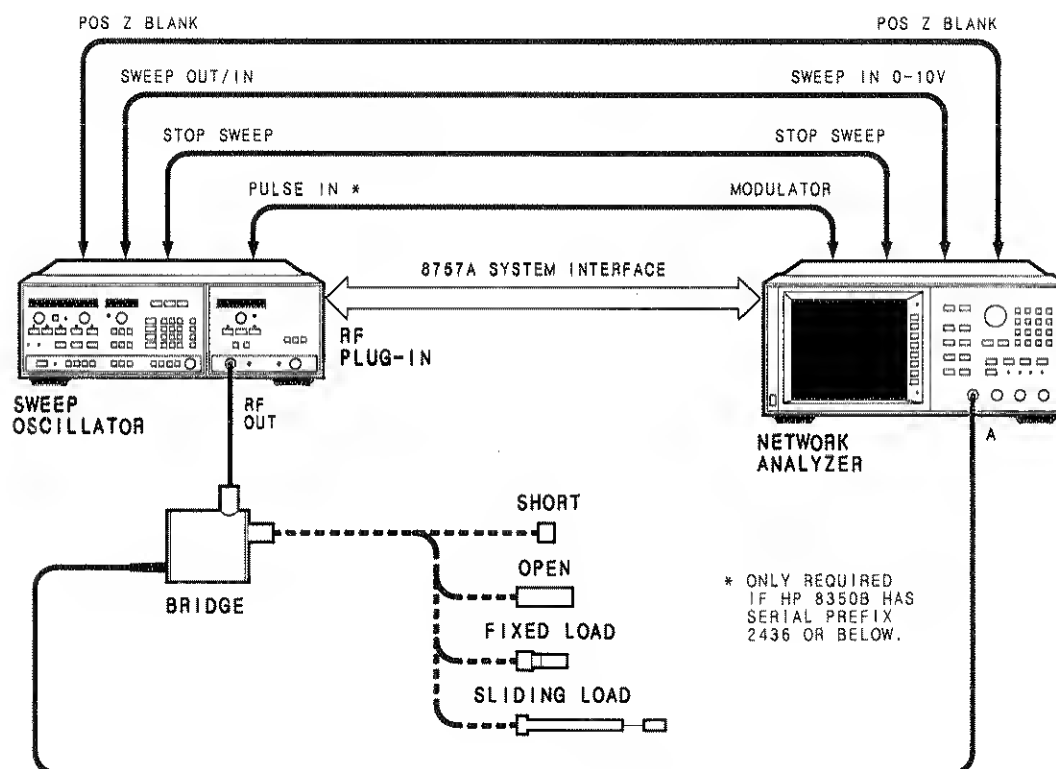 POS Z BLANK
POS Z BLANK
SWEEP OUT/IN
SWEEP IN 0-10V
STOP SWEEP
STOP SWEEP
PULSE IN *
MODULATOR
8757A SYSTEM INTERFACE
RF
PLUG-IN
SWEEP
OSCILLATOR
RF
OUT
NETWORK
ANALYZER
A
SHORT
OPEN
BRIDGE
FIXED LOAD
SLIDING LOAD
* ONLY REQUIRED
IF HP 8350B HAS
SERIAL PREFIX
2436 OR BELOW.